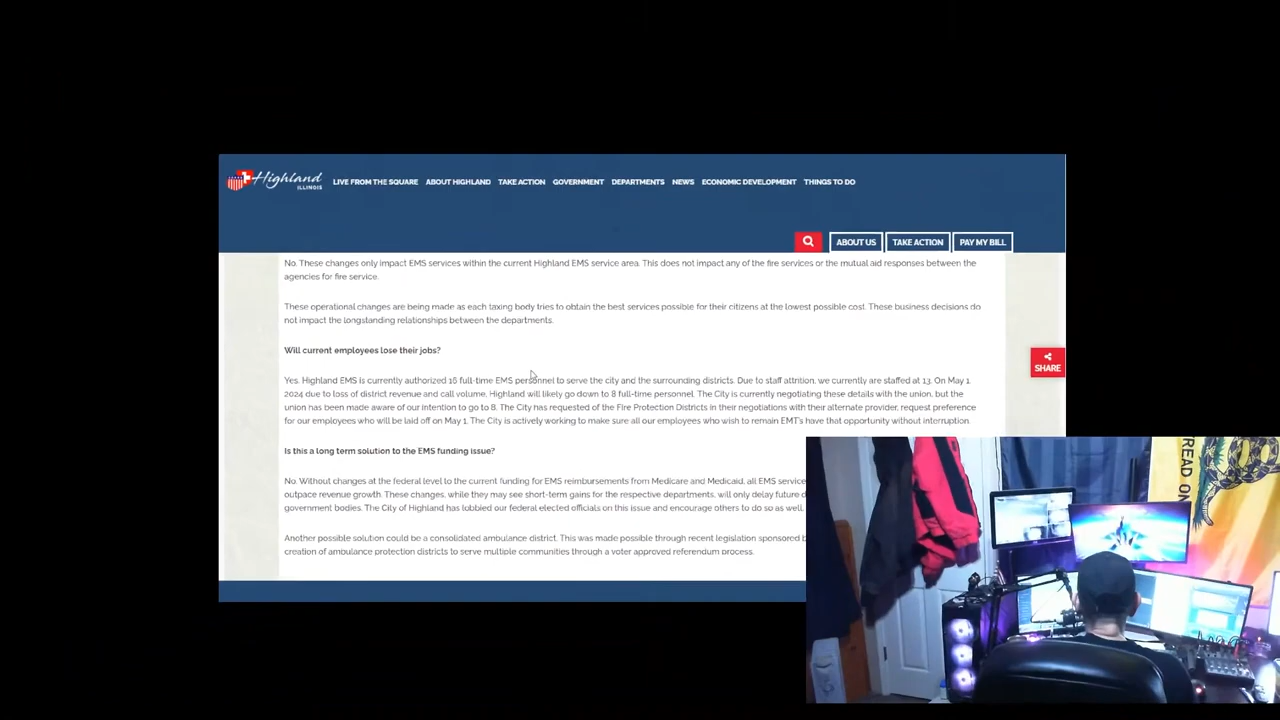 Highland
ILLINOIS
LIVE FROM THE SQUARE ABOUT HIGHLAND TAKE ACTION GOVERNMENT DEPARTMENTS NEWS ECONOMIC DEVELOPMENT THINGS TO DO
ABOUT US TAKE ACTION PAY MY BILL
No. These changes only impact EMS services within the current Highland EMS service area. This does not impact any of the fire services or the mutual aid responses between the
agencies for fire service.
These operational changes are being made as each taxing body tries to obtain the best services possible for their citizens at the lowest possible cost. These business decisions do
not impact the longstanding relationships between the departments.
Will current employees lose their jobs?
SHARE
Yes. Highland EMS is currently authorized 16 full-time EMS personnel to serve the city and the surrounding districts. Due to staff attrition, we currently are staffed at 13. On May 1,
2024 due to loss of district revenue and call volume, Highland will likely go down to 8 full-time personnel. The City is currently negotiating these details with the union, but the
union has been made aware of our intention to go to 8. The City has requested of the Fire Protection Districts in their negotiations with their alternate provider, request preference
for our employees who will be laid off on May 1. The City is actively working to make sure all our employees who wish to remain EMT's have that opportunity without interruption.
Is this a long term solution to the EMS funding issue?
No. Without changes at the federal level to the current funding for EMS reimbursements from Medicare and Medicaid, all EMS service
outpace revenue growth. These changes, while they may see short-term gains for the respective departments, will only delay future d
government bodies. The City of Highland has lobbied our federal elected officials on this issue and encourage others to do so as well.
Another possible solution could be a consolidated ambulance district. This was made possible through recent legislation sponsored b
creation of ambulance protection districts to serve multiple communities through a voter approved referendum process.
READ ON